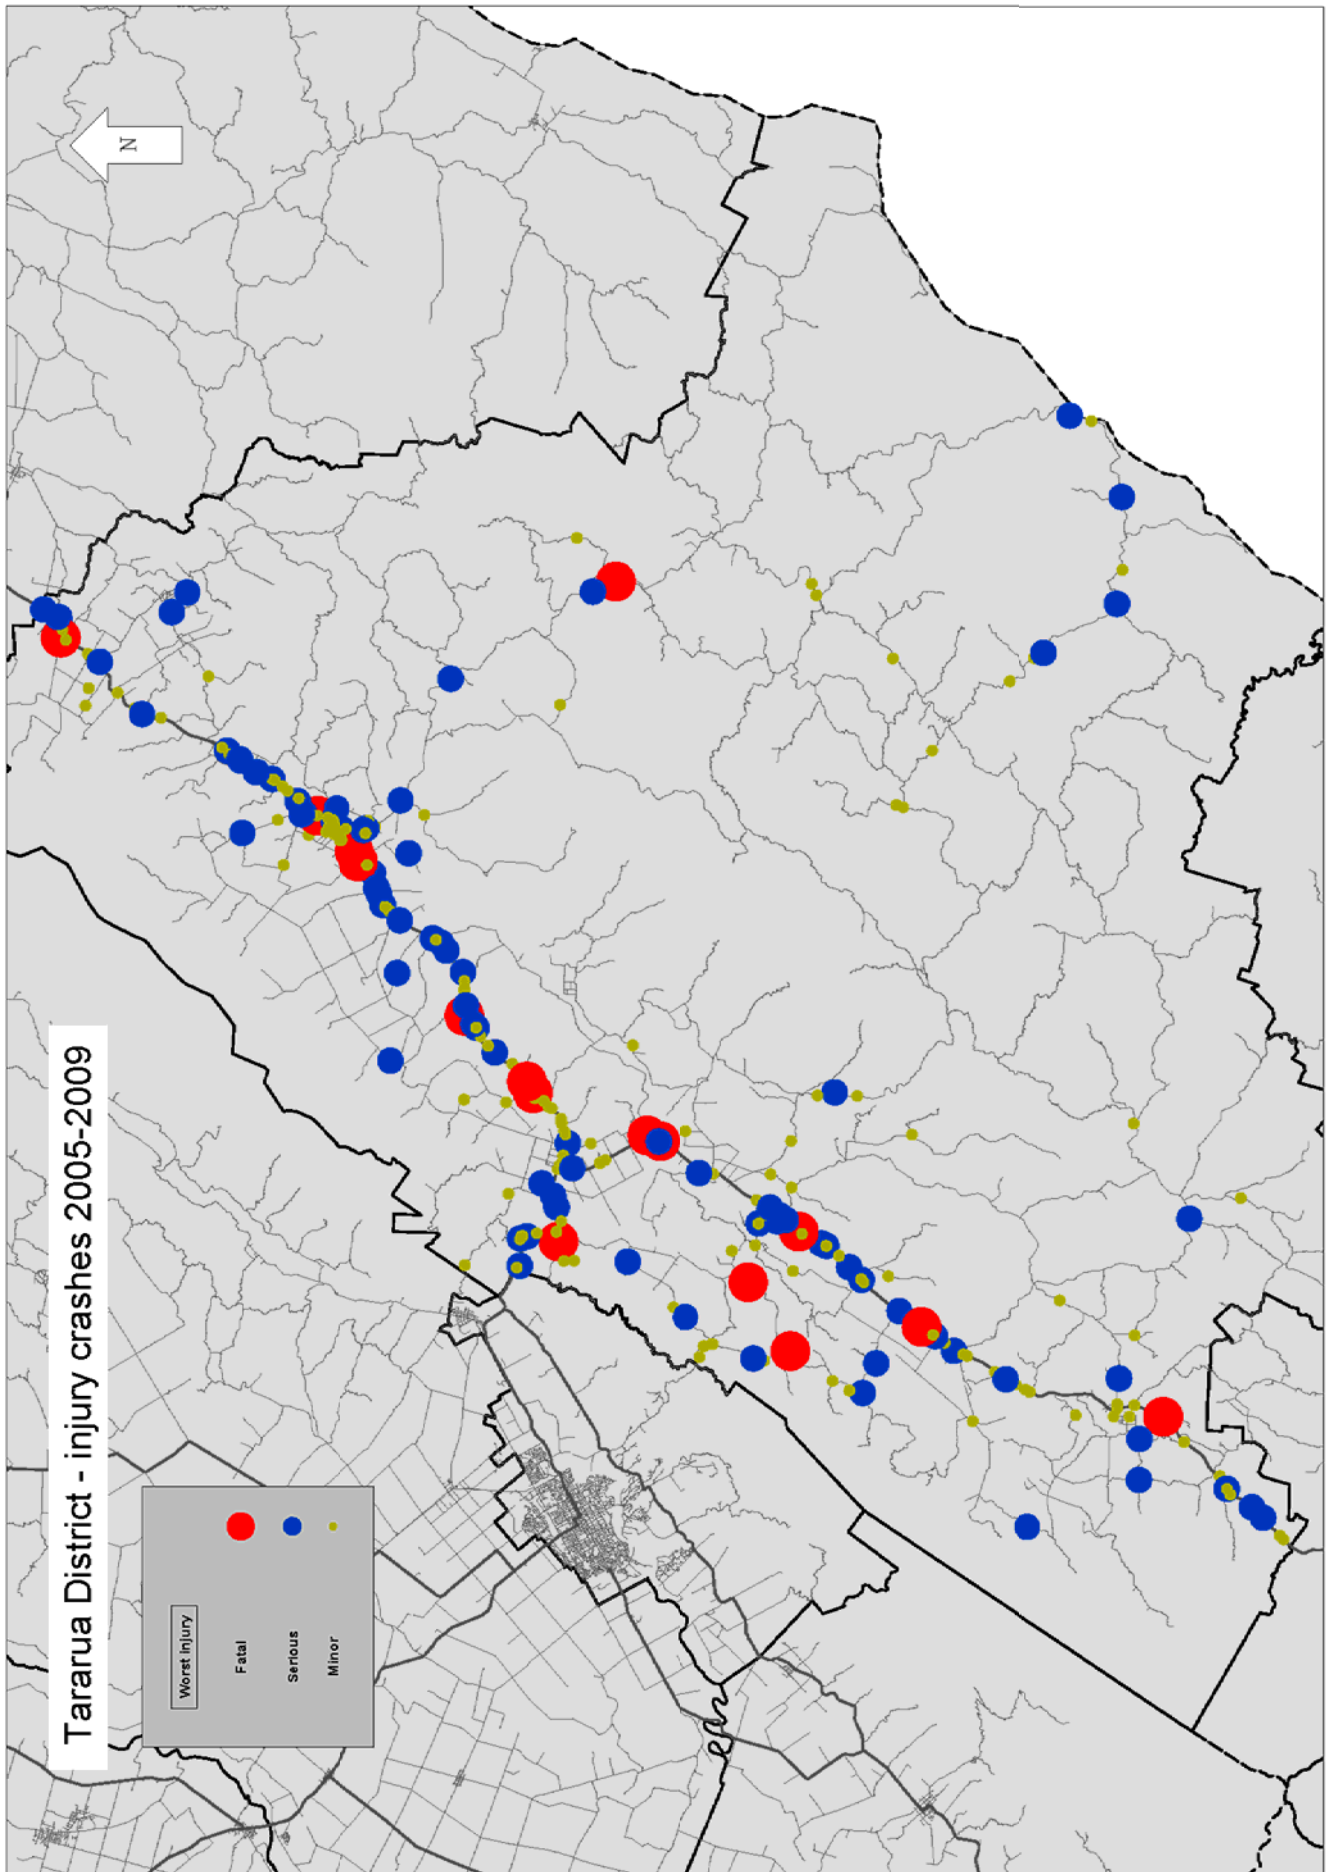 Tararua District - injury crashes 2005-2009
N
Worst injury
Fatal
Serious
Minor